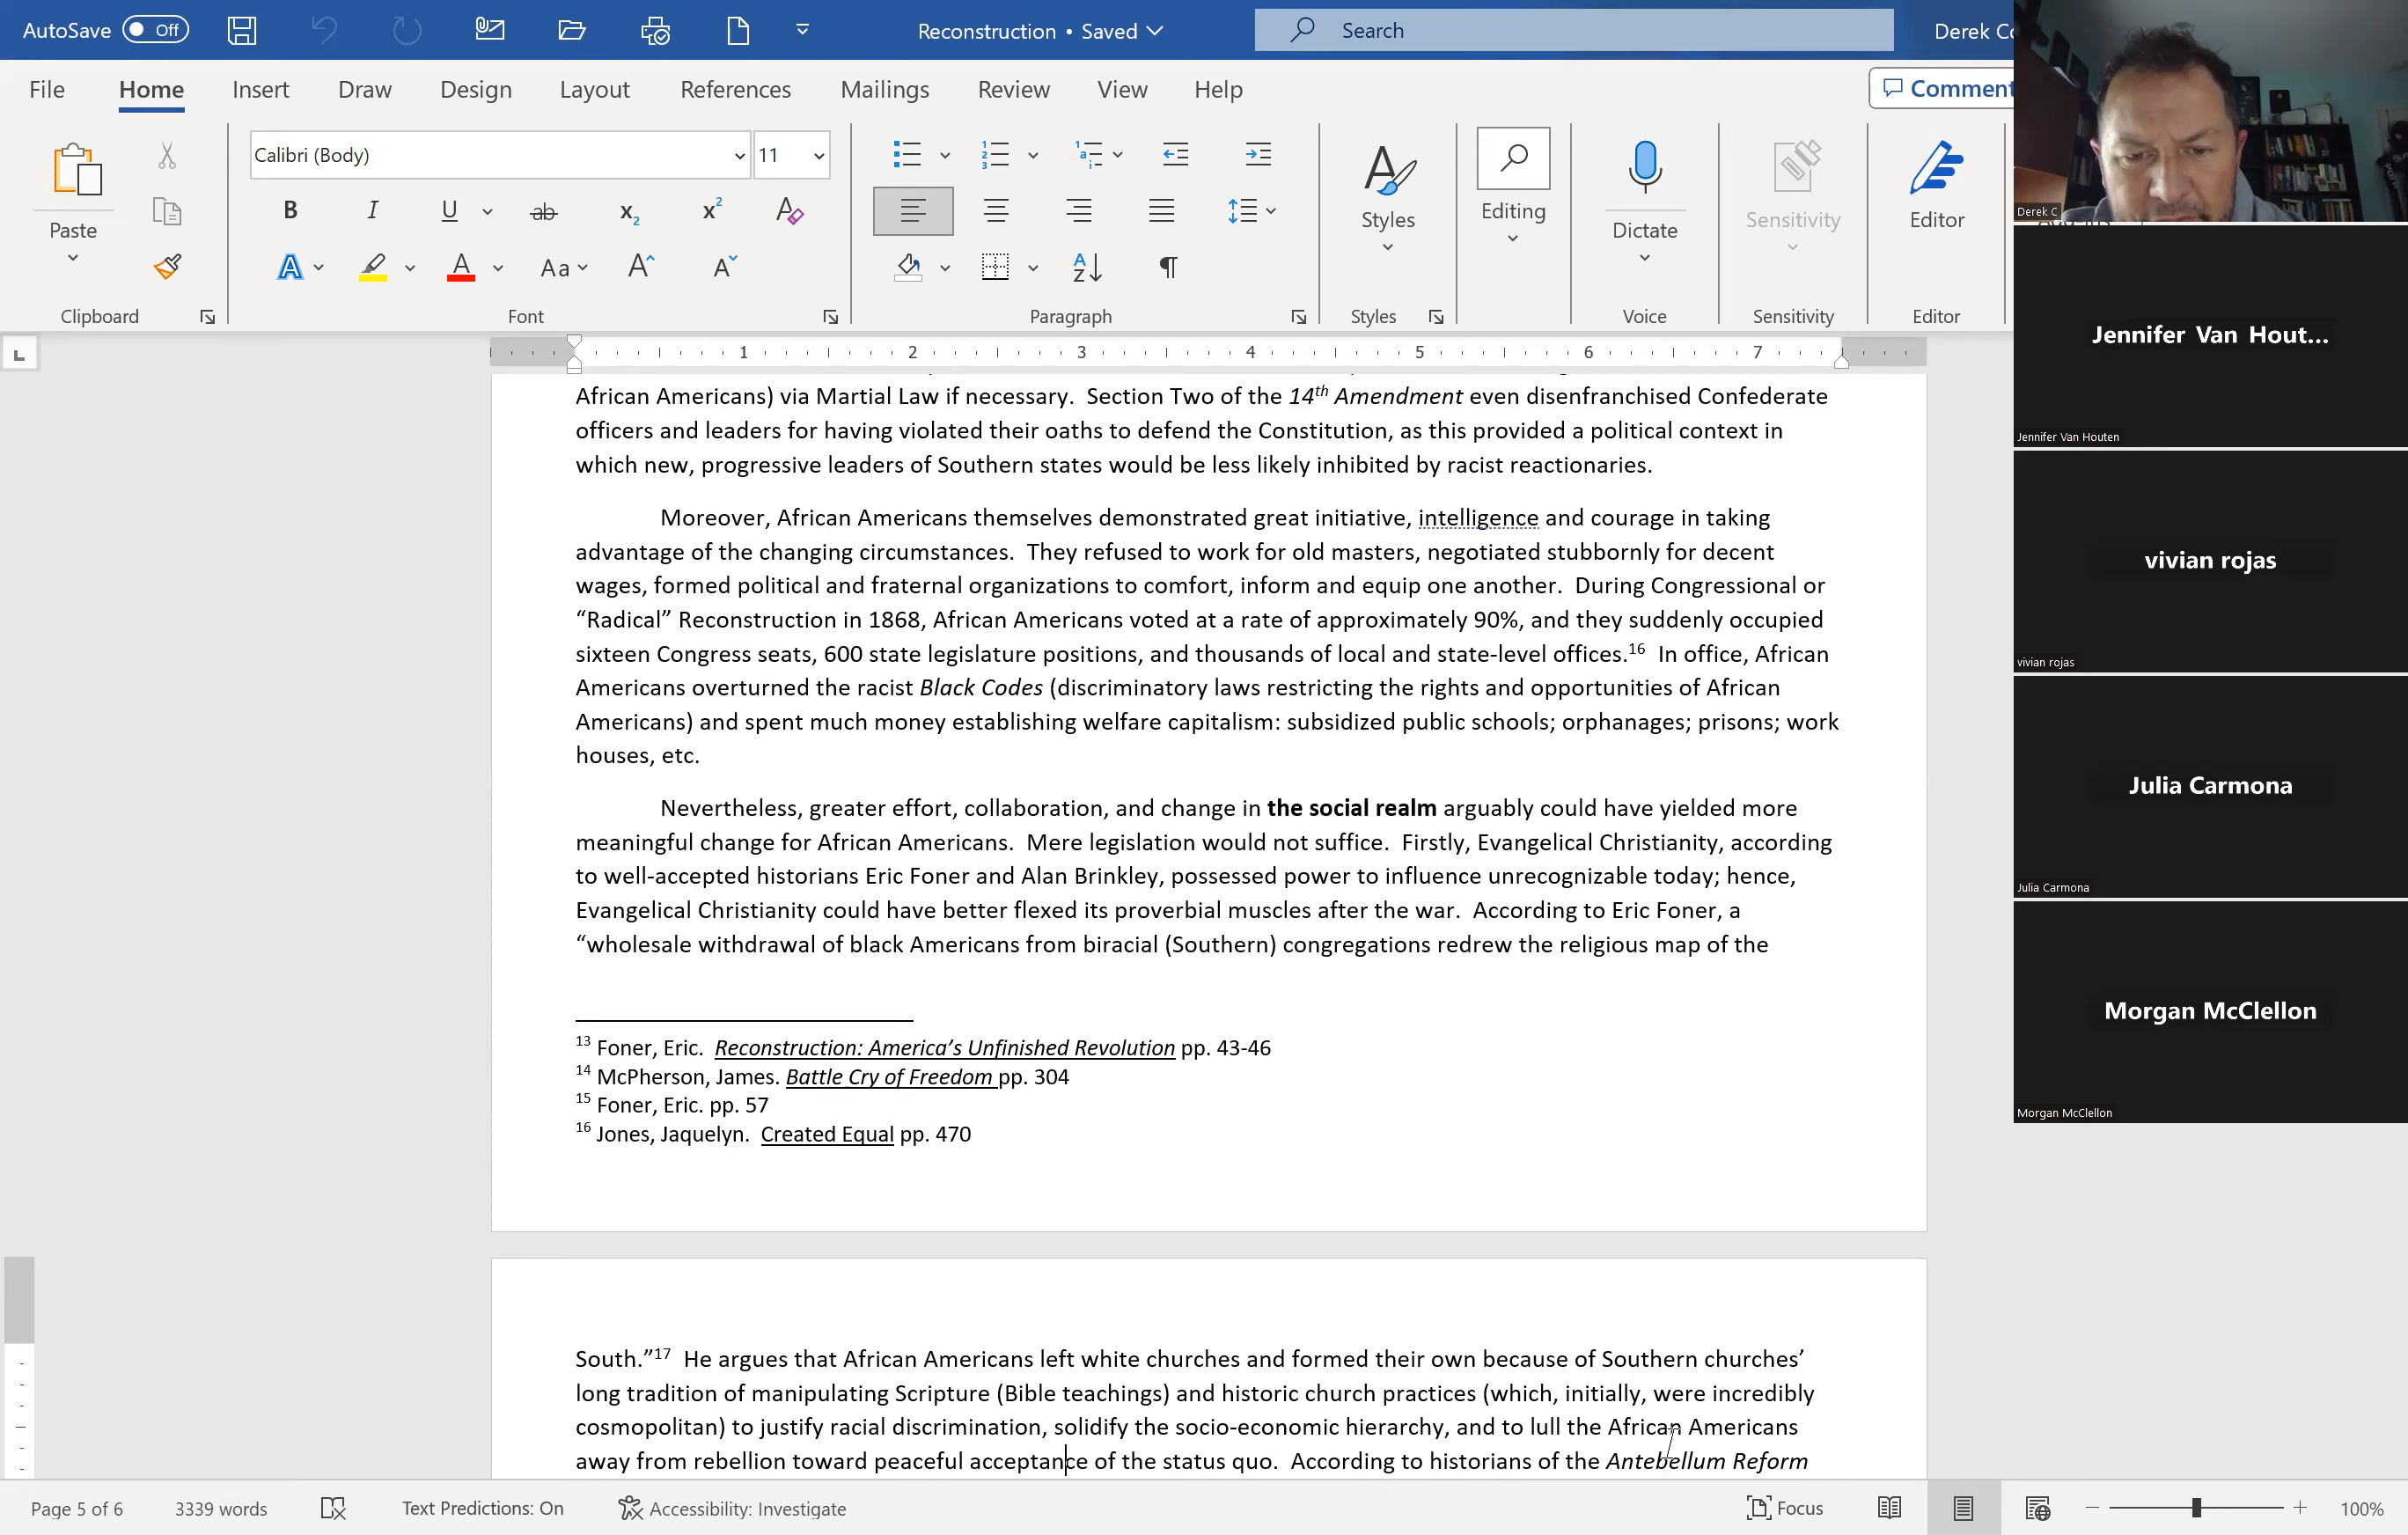 AutoSave Off Reconstruction • Saved Search Derek Co
File Home Insert Draw Design Layout References Mailings Review View Help Comment
Calibri (Body) 11
Paste Styles Editing Dictate Sensitivity Editor
Clipboard Font Paragraph Styles Voice Sensitivity Editor
1 2 3 4 5 6 7
African Americans) via Martial Law if necessary. Section Two of the 14th Amendment even disenfranchised Confederate
officers and leaders for having violated their oaths to defend the Constitution, as this provided a political context in
which new, progressive leaders of Southern states would be less likely inhibited by racist reactionaries.
Moreover, African Americans themselves demonstrated great initiative, intelligence and courage in taking
advantage of the changing circumstances. They refused to work for old masters, negotiated stubbornly for decent
wages, formed political and fraternal organizations to comfort, inform and equip one another. During Congressional or
“Radical” Reconstruction in 1868, African Americans voted at a rate of approximately 90%, and they suddenly occupied
sixteen Congress seats, 600 state legislature positions, and thousands of local and state-level offices.16 In office, African
Americans overturned the racist Black Codes (discriminatory laws restricting the rights and opportunities of African
Americans) and spent much money establishing welfare capitalism: subsidized public schools; orphanages; prisons; work
houses, etc.
Nevertheless, greater effort, collaboration, and change in the social realm arguably could have yielded more
meaningful change for African Americans. Mere legislation would not suffice. Firstly, Evangelical Christianity, according
to well-accepted historians Eric Foner and Alan Brinkley, possessed power to influence unrecognizable today; hence,
Evangelical Christianity could have better flexed its proverbial muscles after the war. According to Eric Foner, a
“wholesale withdrawal of black Americans from biracial (Southern) congregations redrew the religious map of the
13 Foner, Eric. Reconstruction: America’s Unfinished Revolution pp. 43-46
14 McPherson, James. Battle Cry of Freedom pp. 304
15 Foner, Eric. pp. 57
16 Jones, Jaquelyn. Created Equal pp. 470
South.”17 He argues that African Americans left white churches and formed their own because of Southern churches’
long tradition of manipulating Scripture (Bible teachings) and historic church practices (which, initially, were incredibly
cosmopolitan) to justify racial discrimination, solidify the socio-economic hierarchy, and to lull the African Americans
away from rebellion toward peaceful acceptance of the status quo. According to historians of the Antebellum Reform
Page 5 of 6 3339 words Text Predictions: On Accessibility: Investigate Focus 100%
Derek C
Jennifer Van Hout...
Jennifer Van Houten
vivian rojas
vivian rojas
Julia Carmona
Julia Carmona
Morgan McClellon
Morgan McClellon